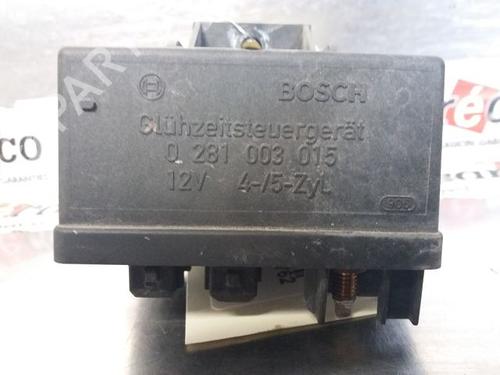 BOSCH
Glühzeitsteuergerät
0 281 003 015
12V 4-/5-Zyl.